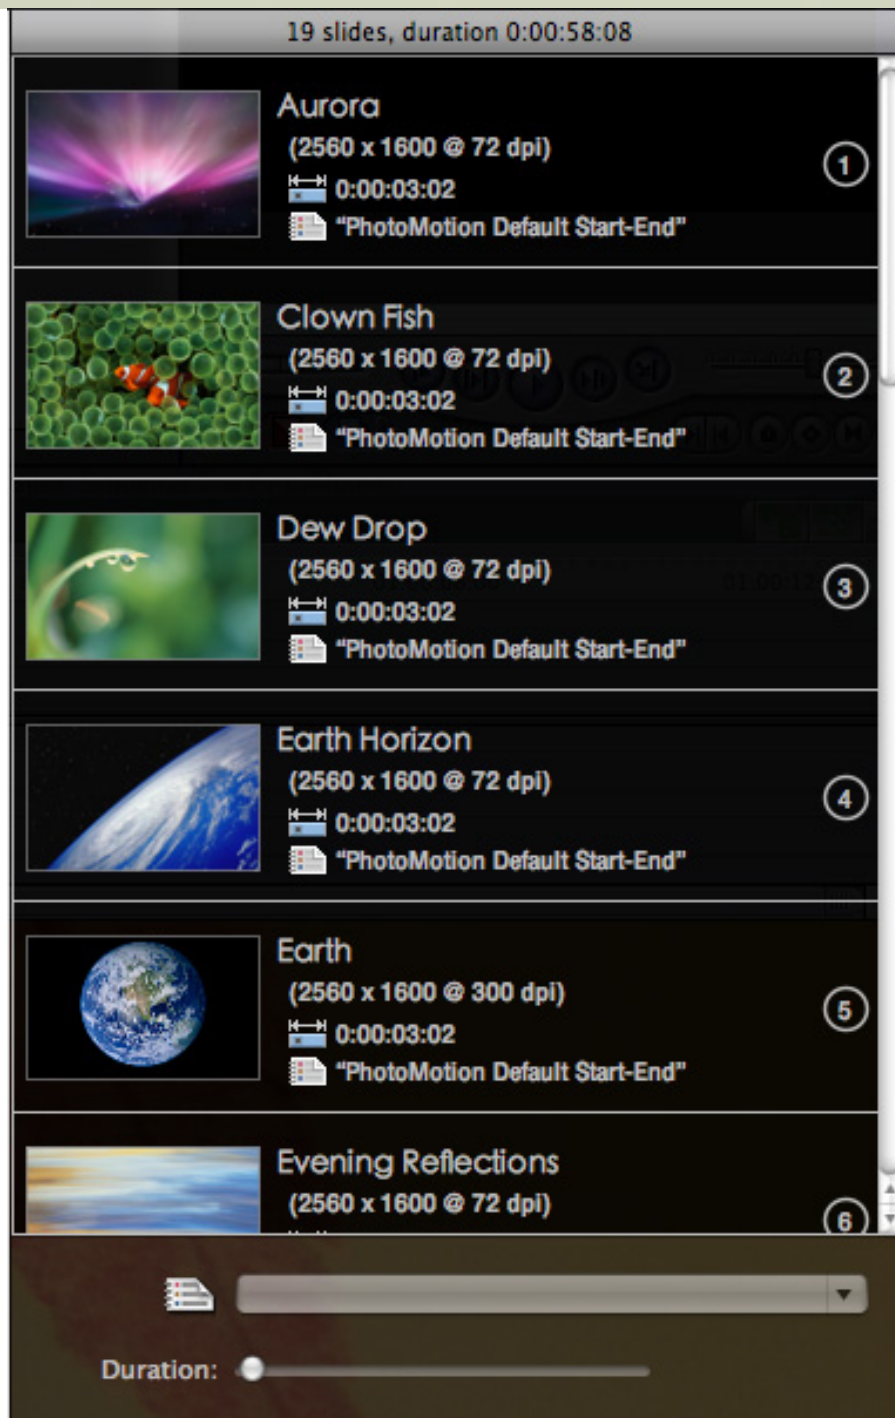 19 slides, duration 0:00:58:08
Aurora
(2560 x 1600 @ 72 dpi)
1
0:00:03:02
“PhotoMotion Default Start-End”
Clown Fish
(2560 x 1600 @ 72 dpi)
2
0:00:03:02
“PhotoMotion Default Start-End”
Dew Drop
(2560 x 1600 @ 72 dpi)
3
0:00:03:02
“PhotoMotion Default Start-End”
Earth Horizon
(2560 x 1600 @ 72 dpi)
4
0:00:03:02
“PhotoMotion Default Start-End”
Earth
(2560 x 1600 @ 300 dpi)
5
0:00:03:02
“PhotoMotion Default Start-End”
Evening Reflections
(2560 x 1600 @ 72 dpi)
6
Duration: